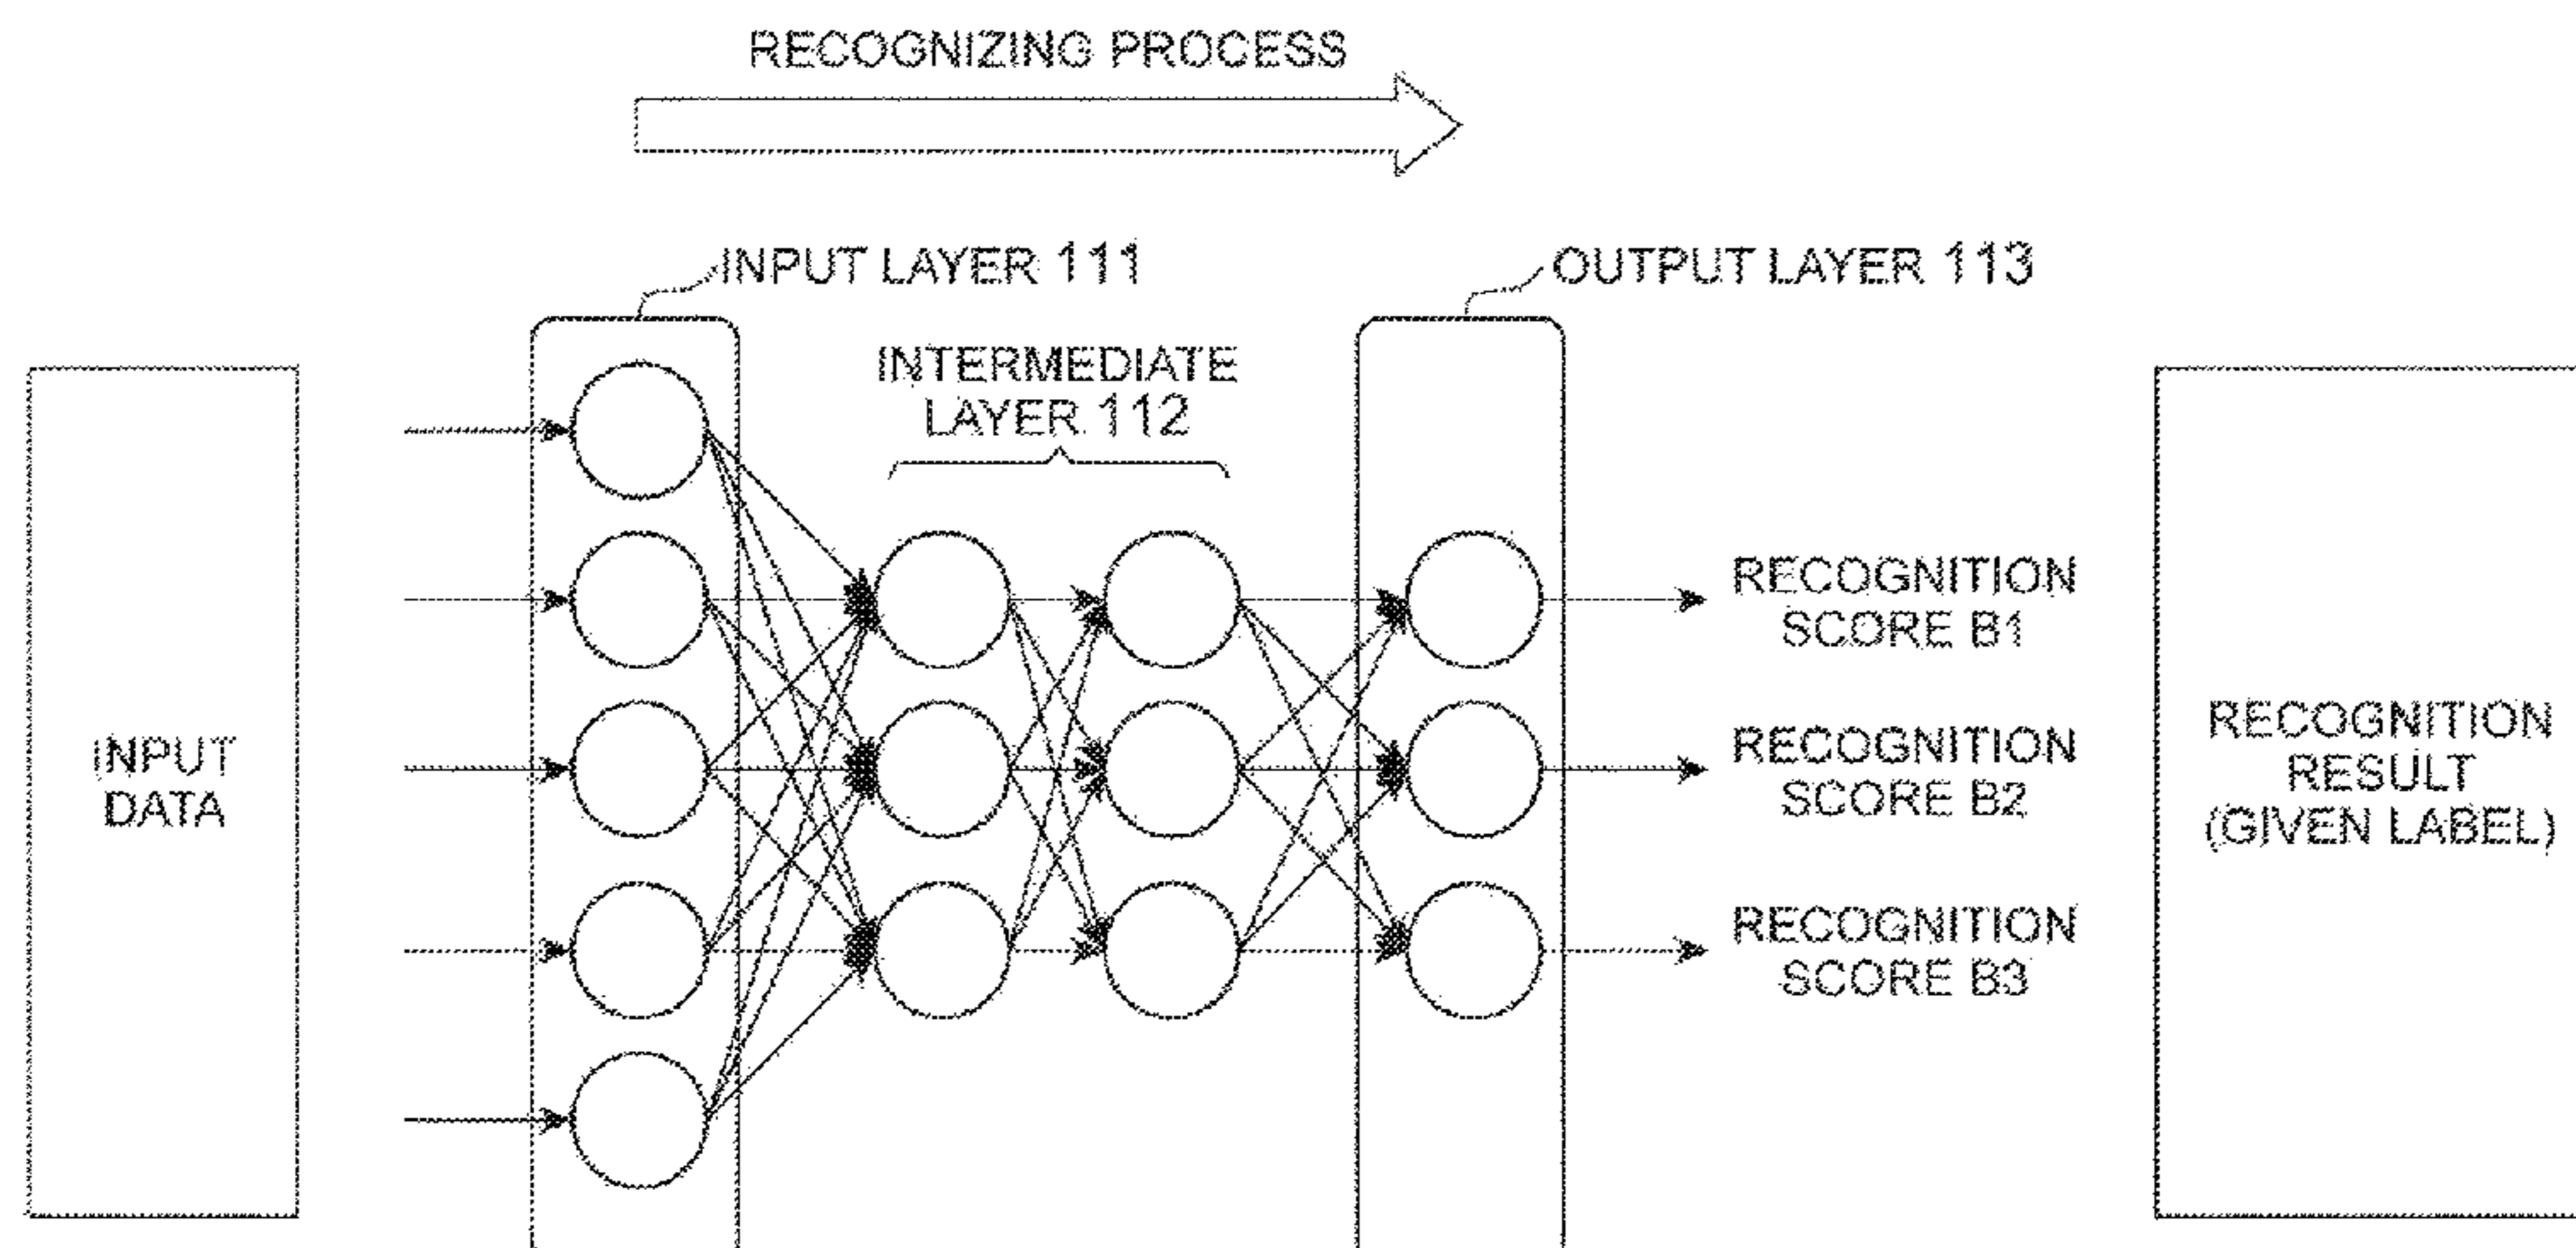 RECOGNIZING PROCESS
INPUT LAYER 111
OUTPUT LAYER 113
INTERMEDIATE
LAYER 112
INPUT
DATA
RECOGNITION
SCORE B1
RECOGNITION
SCORE B2
RECOGNITION
SCORE B3
RECOGNITION
RESULT
(GIVEN LABEL)